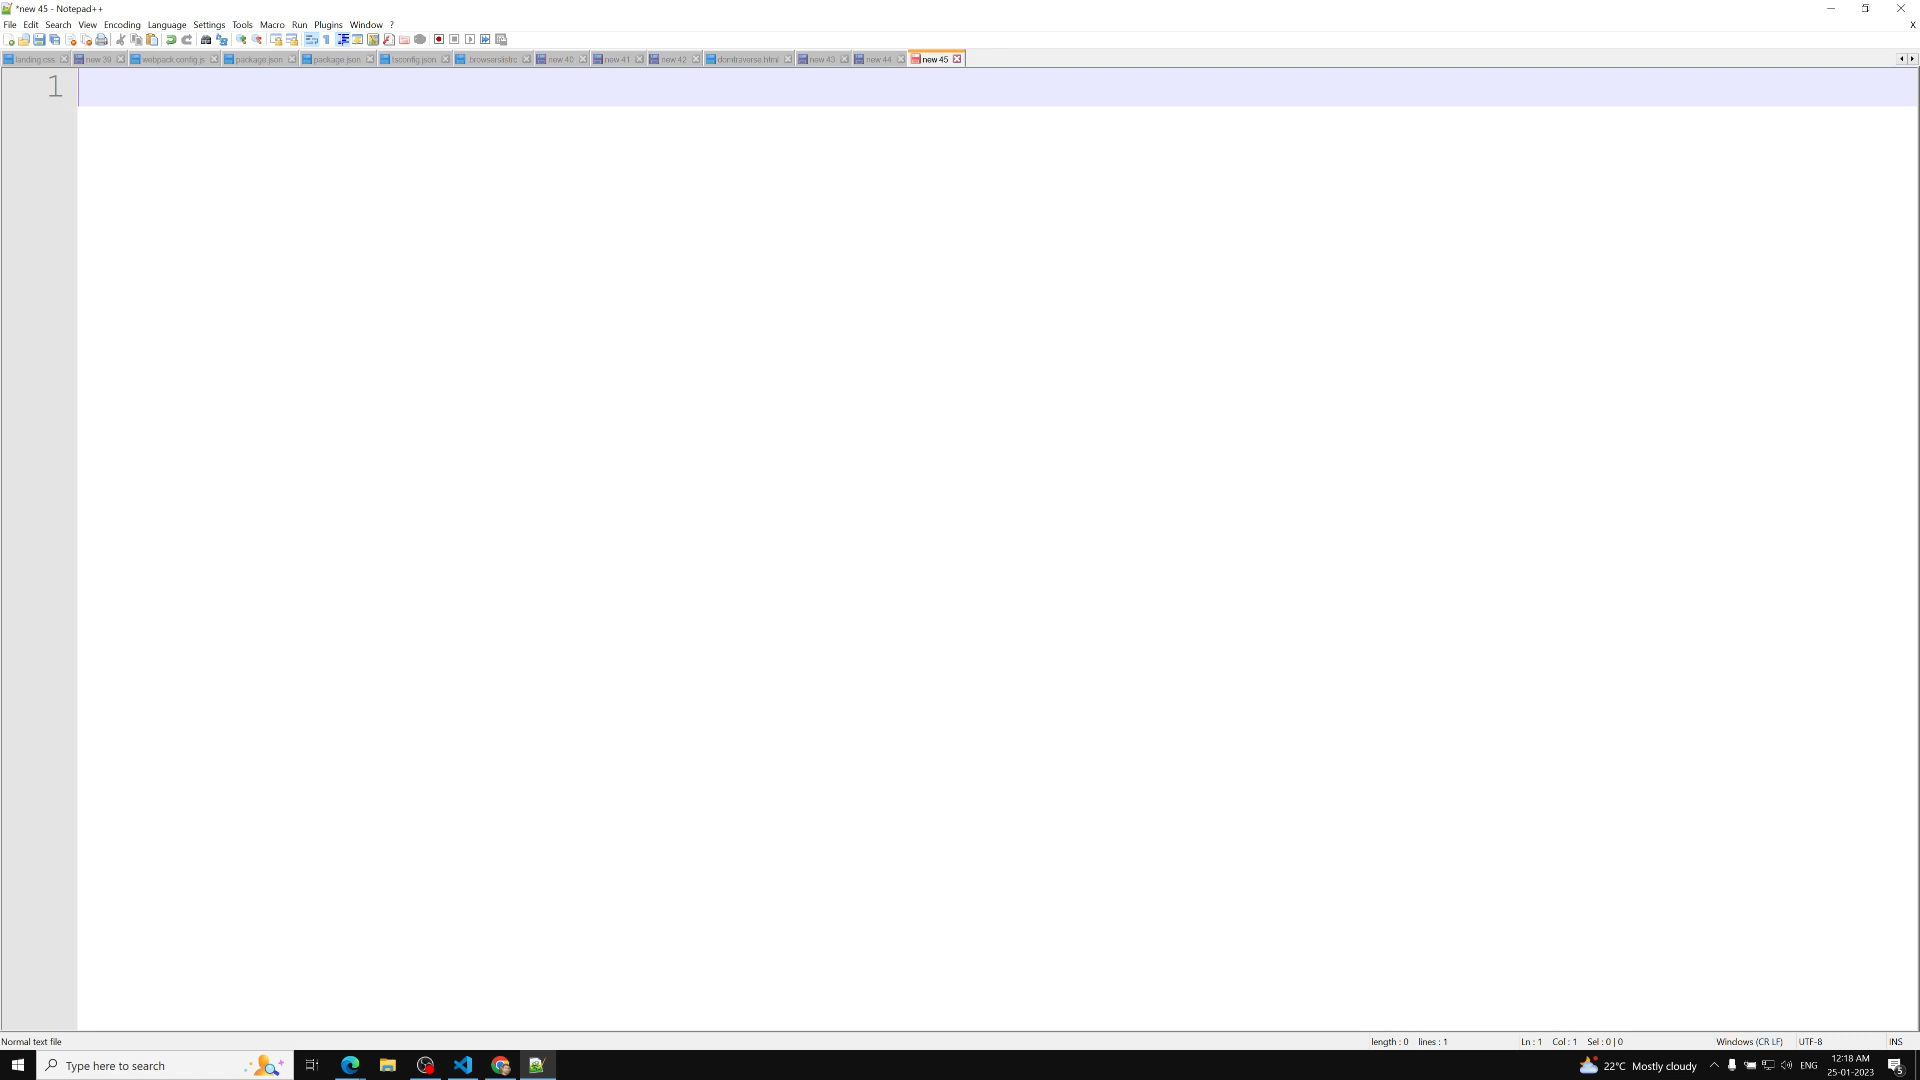 *new 45 - Notepad++
File Edit Search View Encoding Language Settings Tools Macro Run Plugins Window ?
X
landing.css new 39 webpack.config.js package.json package.json tsconfig.json .browserslistrc new 40 new 41 new 42 domtraverse.html new 43 new 44 new 45
1
Normal text file length : 0 lines : 1 Ln : 1 Col : 1 Sel : 0 | 0 Windows (CR LF) UTF-8 INS
Type here to search 22°C Mostly cloudy ENG 12:18 AM
25-01-2023 5